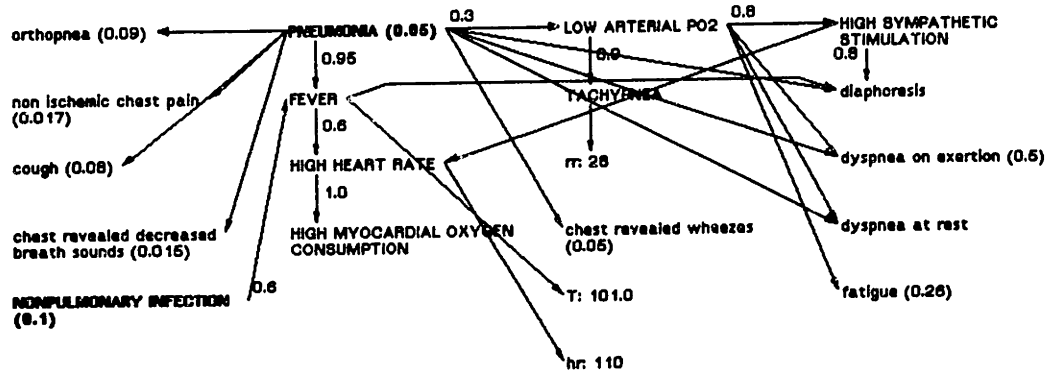 0.3
0.8
orthopnea (0.09)
PNEUMONIA (0.05)
LOW ARTERIAL PO2
HIGH SYMPATHETIC
STIMULATION
0.95
0.9
0.8
non ischemic chest pain
(0.017)
FEVER
TACHYPNEA
diaphoresis
0.6
cough (0.08)
HIGH HEART RATE
rr: 28
dyspnea on exertion (0.5)
1.0
chest revealed decreased
breath sounds (0.015)
HIGH MYOCARDIAL OXYGEN
CONSUMPTION
chest revealed wheezes
(0.05)
dyspnea at rest
0.6
NONPULMONARY INFECTION
(0.1)
T: 101.0
fatigue (0.26)
hr: 110